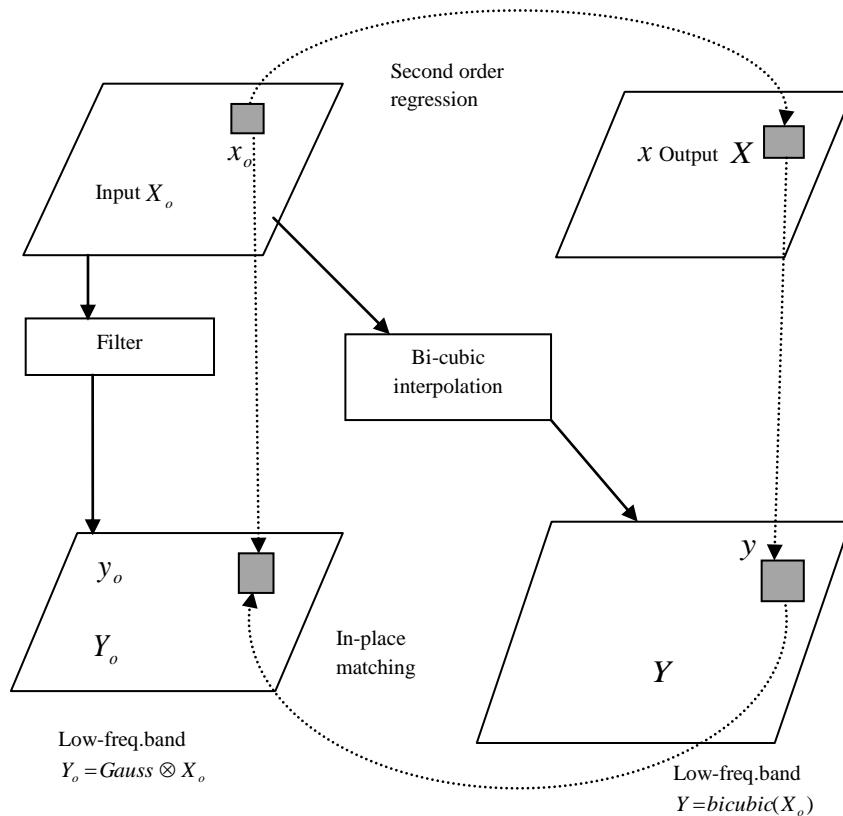 Second order
regression
x_o
x Output X
Input X_o
Filter
Bi-cubic
interpolation
y
y_o
In-place
matching
Y_o
Y
Low-freq.band
Y_o = Gauss ⊗ X_o
Low-freq.band
Y = bicubic(X_o)